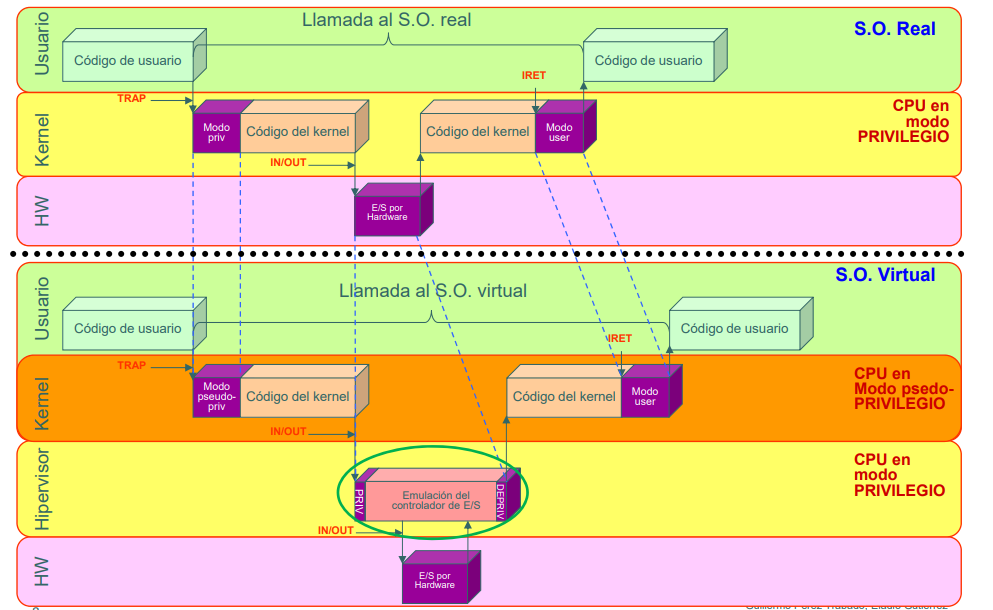 Llamada al S.O. real
S.O. Real
Usuario
Código de usuario
Código de usuario
TRAP
IRET
Kernel
Modo
priv
Código del kernel
Código del kernel
Modo
user
CPU en
modo
PRIVILEGIO
IN/OUT
HW
E/S por
Hardware
S.O. Virtual
Llamada al S.O. virtual
Usuario
Código de usuario
Código de usuario
TRAP
IRET
Kernel
Modo
pseudo-
priv
Código del kernel
Código del kernel
Modo
user
CPU en
Modo psedo-
PRIVILEGIO
IN/OUT
Hipervisor
PRIV
Emulación del
controlador de E/S
DEPRIV
CPU en
modo
PRIVILEGIO
IN/OUT
HW
E/S por
Hardware